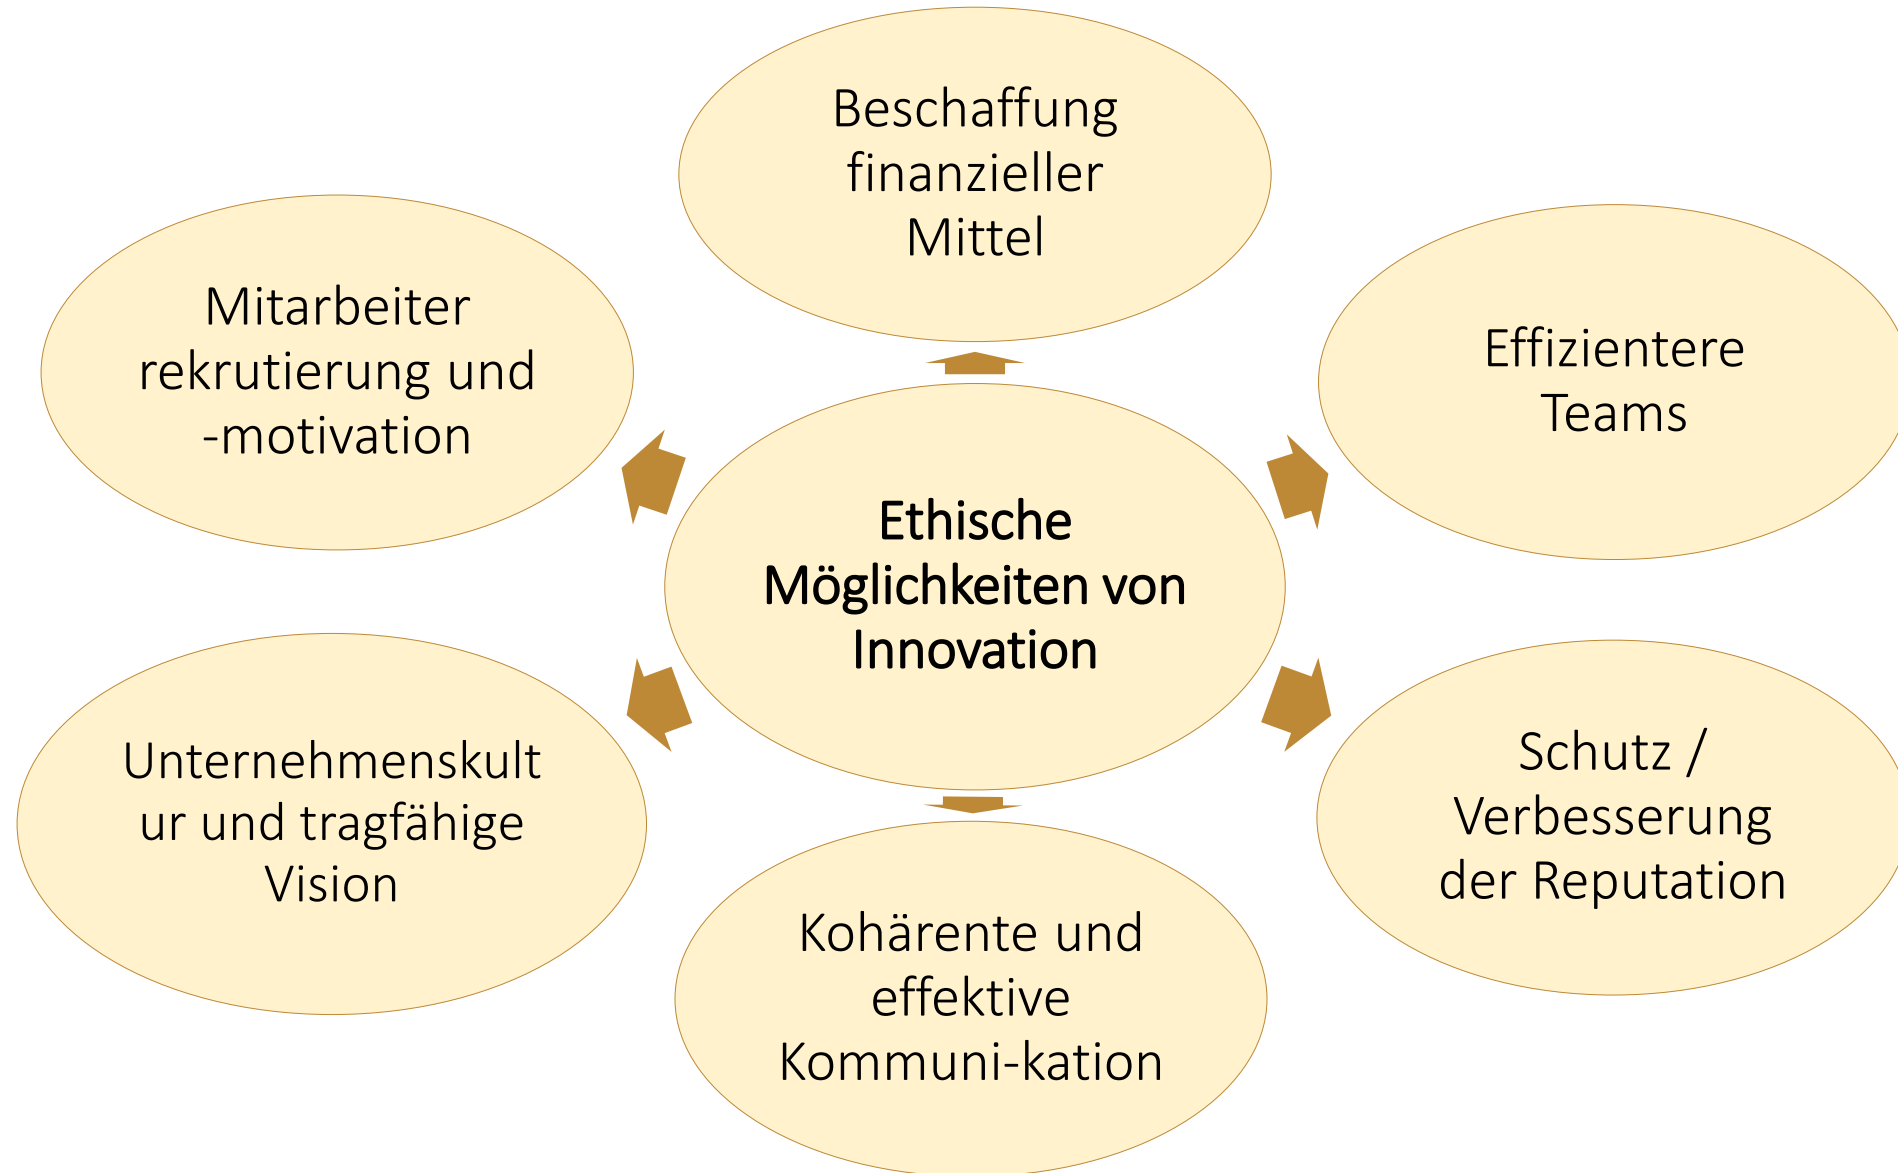 Beschaffung
finanzieller
Mittel
Mitarbeiter
rekrutierung und
-motivation
Effizientere
Teams
Ethische
Möglichkeiten von
Innovation
Unternehmenskult
ur und tragfähige
Vision
Schutz /
Verbesserung
der Reputation
Kohärente und
effektive
Kommuni-kation